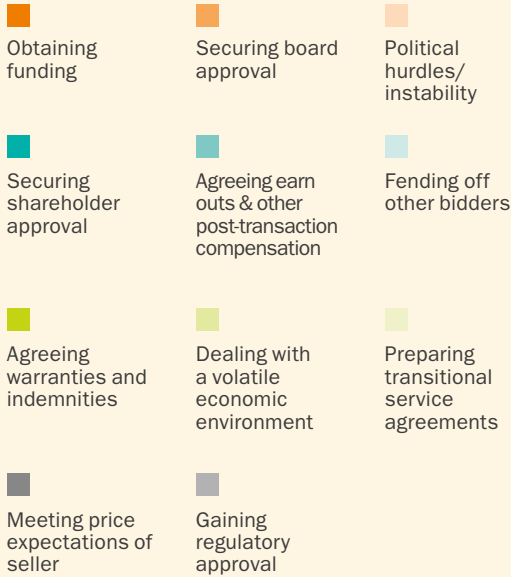 Obtaining
funding
Securing board
approval
Political
hurdles/
instability
Securing
shareholder
approval
Agreeing earn
outs & other
post-transaction
compensation
Fending off
other bidders
Agreeing
warranties and
indemnities
Dealing with
a volatile
economic
environment
Preparing
transitional
service
agreements
Meeting price
expectations of
seller
Gaining
regulatory
approval